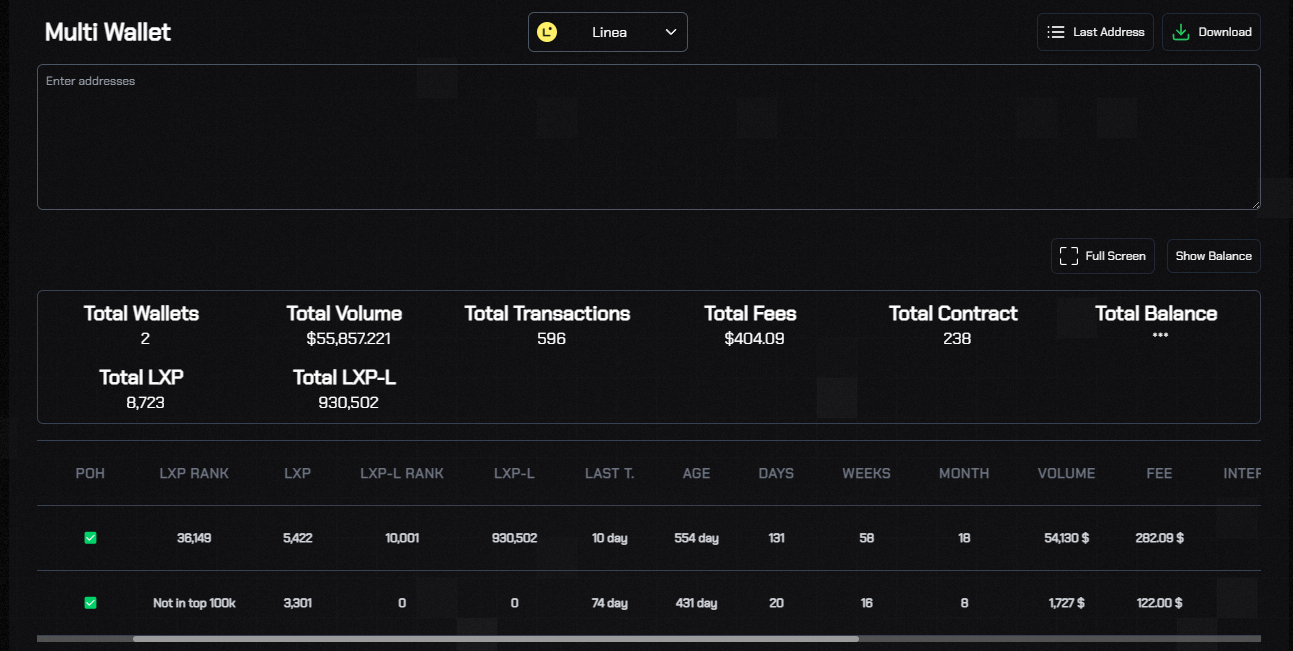 Multi Wallet
Linea
Last Address
Download
Enter addresses
Full Screen
Show Balance
Total Wallets Total Volume Total Transactions Total Fees Total Contract Total Balance
2 $55,857.221 596 $404.09 238 ***
Total LXP Total LXP-L
8,723 930,502
POH LXP RANK LXP LXP-L RANK LXP-L LAST T. AGE DAYS WEEKS MONTH VOLUME FEE INTER
36,149 5,422 10,001 930,502 10 day 554 day 131 58 18 54,130 $ 282.09 $
Not in top 100k 3,301 0 0 74 day 431 day 20 16 8 1,727 $ 122.00 $